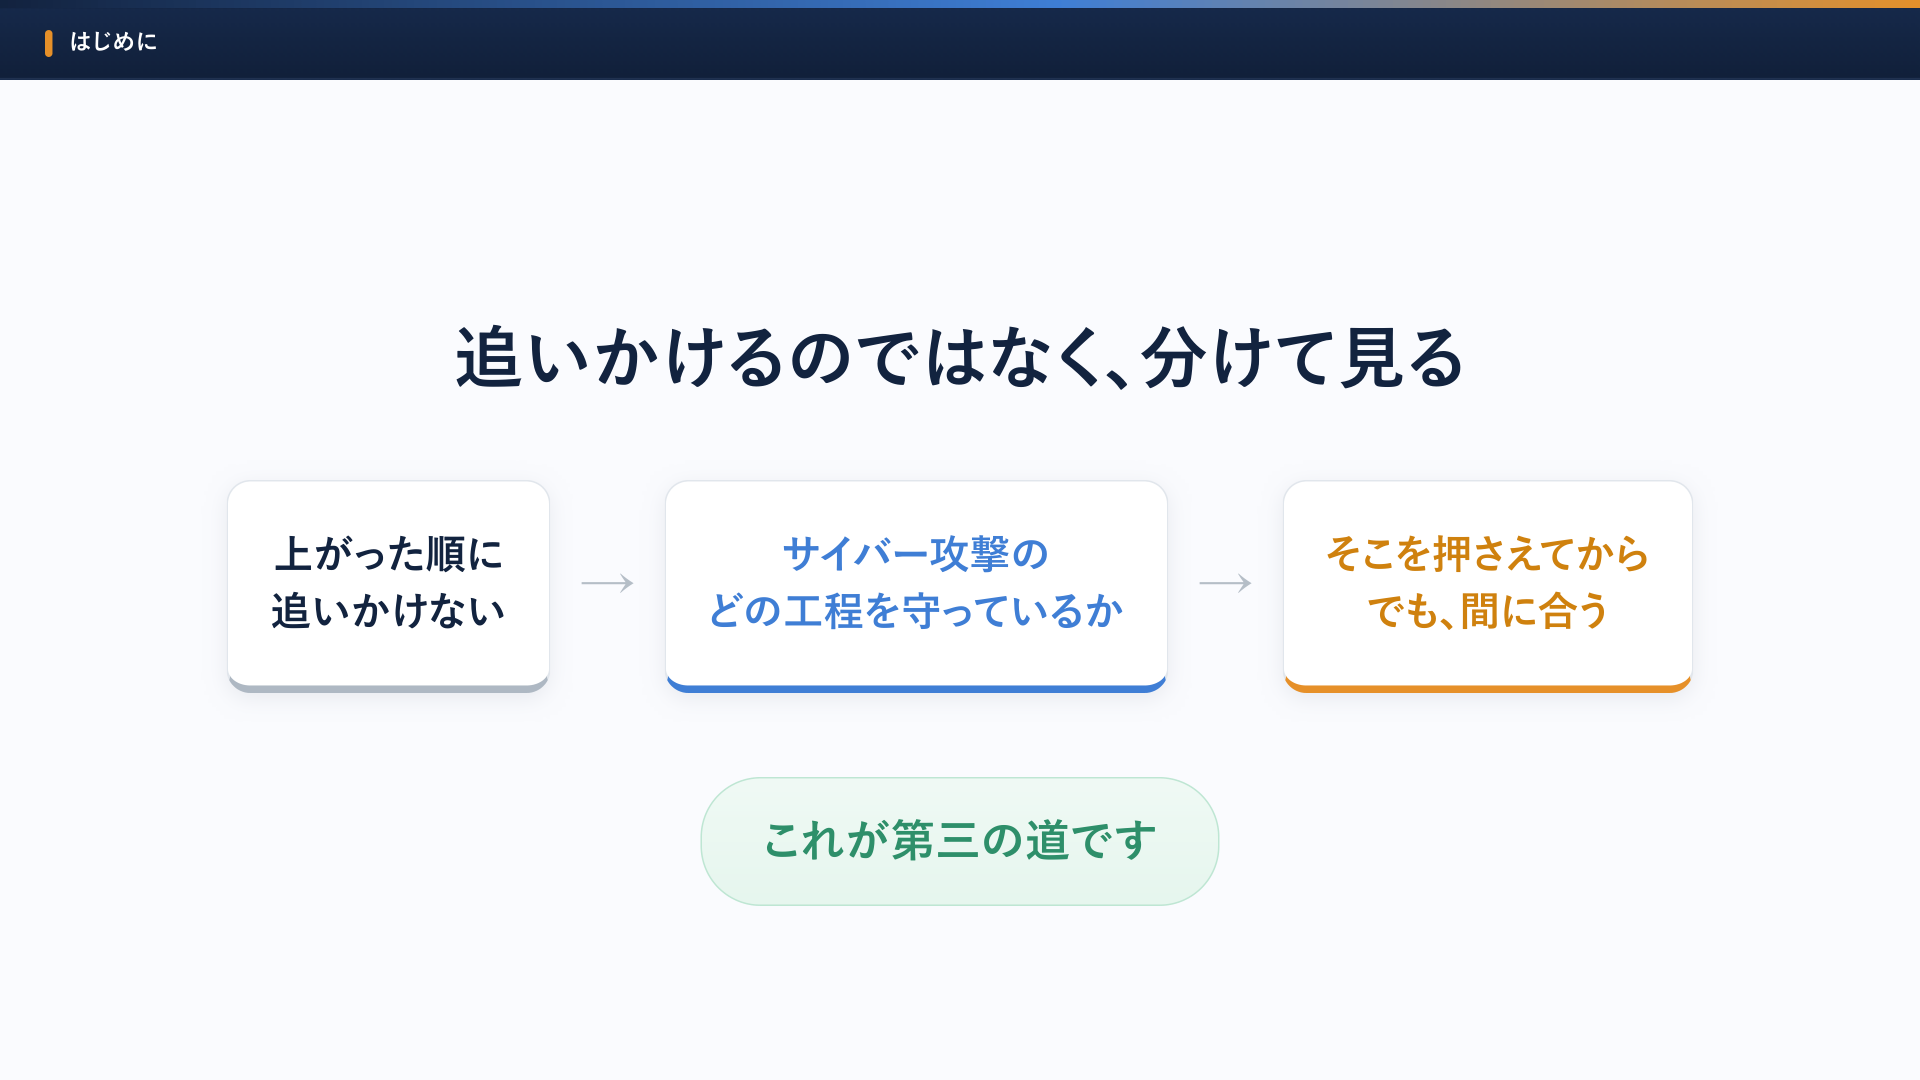 はじめに
追いかけるのではなく、分けて見る
上がった順に
追いかけない
サイバー攻撃の
どの工程を守っているか
そこを押さえてから
でも、間に合う
これが第三の道です